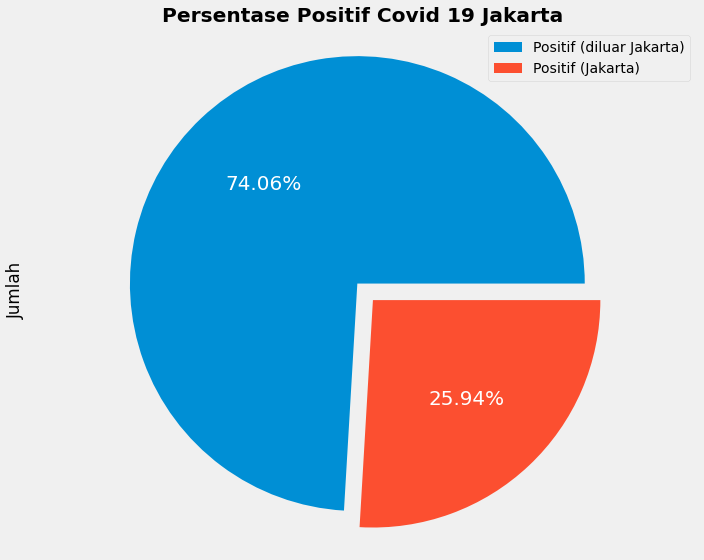 Persentase Positif Covid 19 Jakarta
Positif (diluar Jakarta)
Positif (Jakarta)
74.06%
Jumlah
25.94%